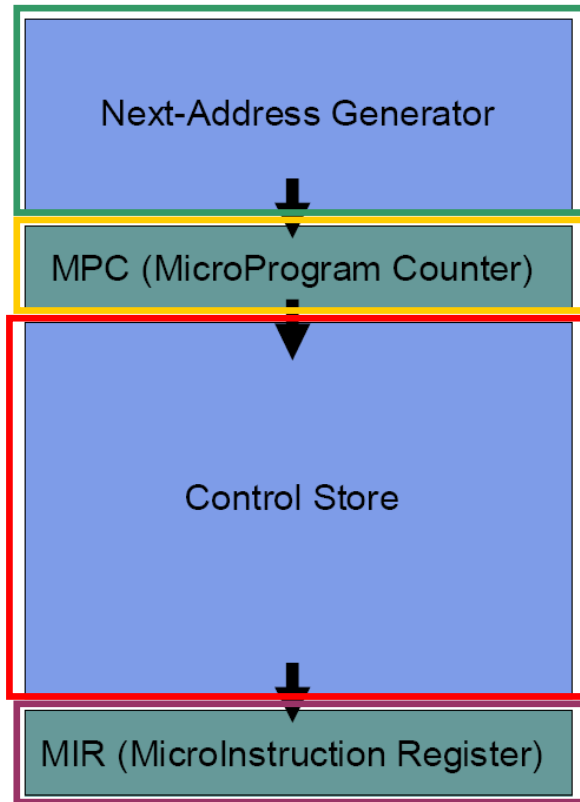 Next-Address Generator
MPC (MicroProgram Counter)
Control Store
MIR (MicroInstruction Register)